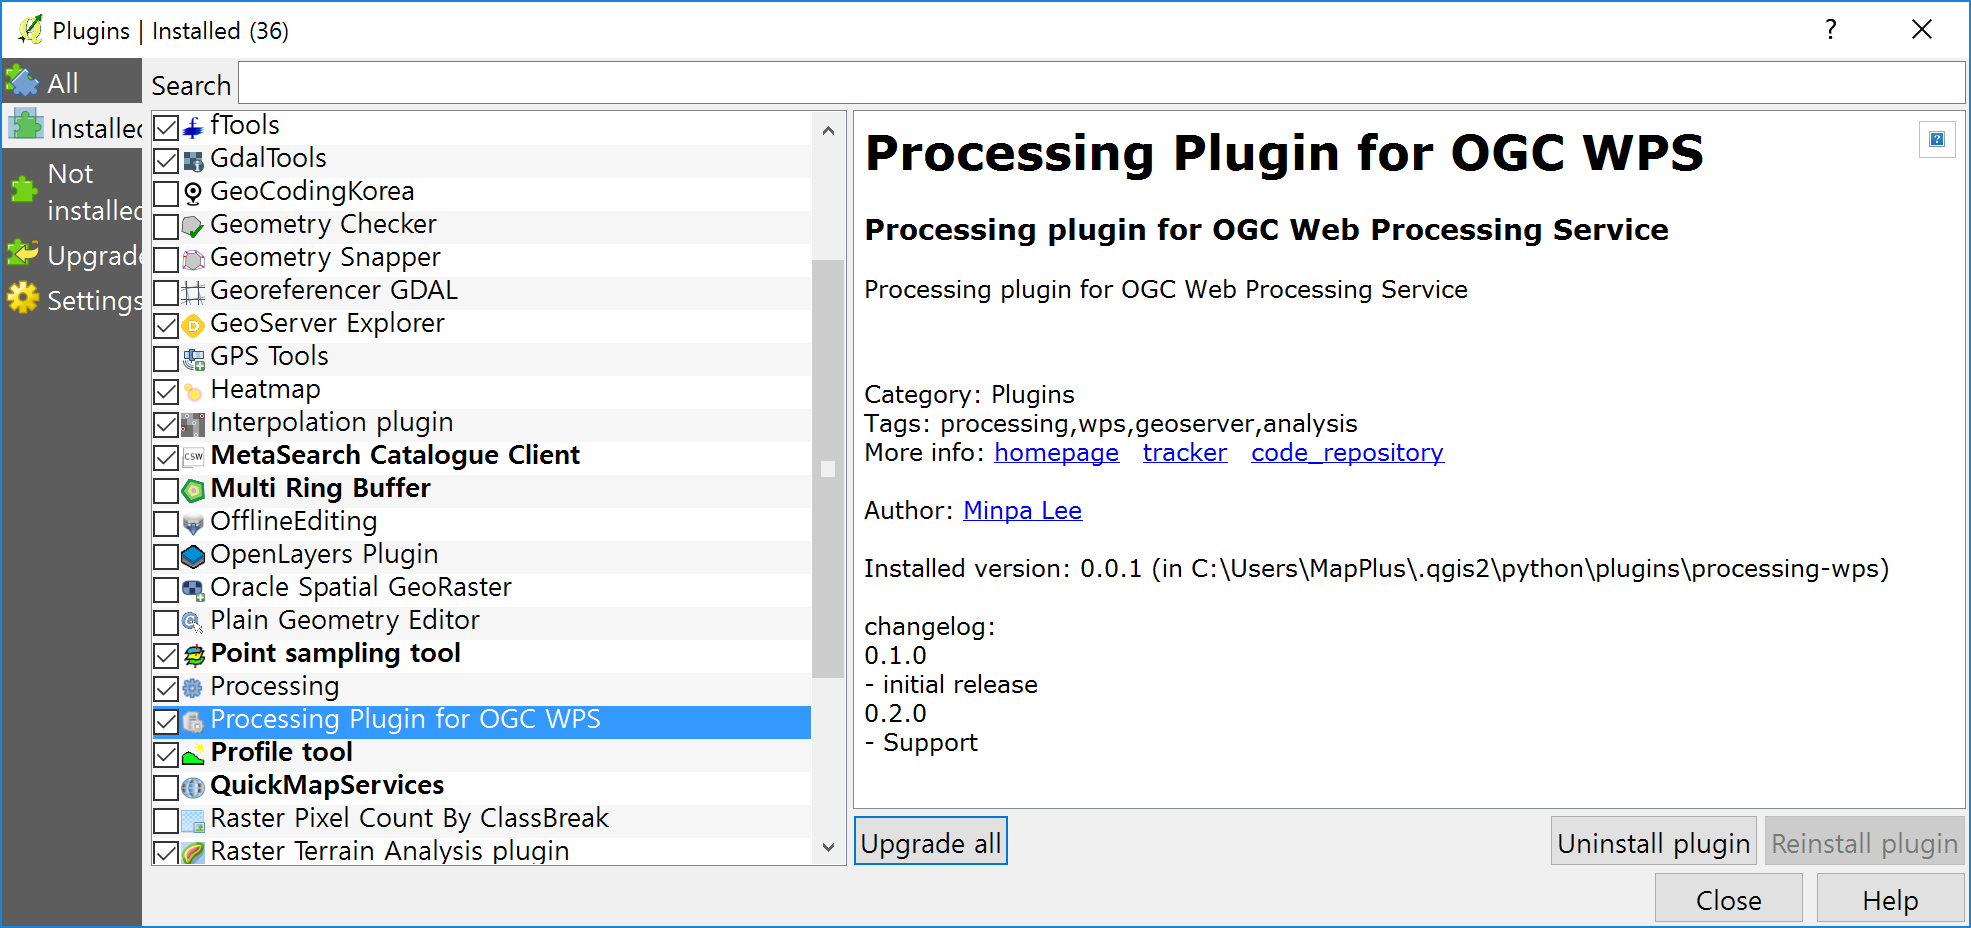 Plugins | Installed (36)
?
All
Installed
Not
installed
Upgrade
Settings
Search
fTools
GdalTools
GeoCodingKorea
Geometry Checker
Geometry Snapper
Georeferencer GDAL
GeoServer Explorer
GPS Tools
Heatmap
Interpolation plugin
CSW MetaSearch Catalogue Client
Multi Ring Buffer
OfflineEditing
OpenLayers Plugin
Oracle Spatial GeoRaster
Plain Geometry Editor
Point sampling tool
Processing
Processing Plugin for OGC WPS
Profile tool
QuickMapServices
Raster Pixel Count By ClassBreak
Raster Terrain Analysis plugin
Processing Plugin for OGC WPS
Processing plugin for OGC Web Processing Service
Processing plugin for OGC Web Processing Service
Category: Plugins
Tags: processing,wps,geoserver,analysis
More info: homepage tracker code_repository
Author: Minpa Lee
Installed version: 0.0.1 (in C:\Users\MapPlus\.qgis2\python\plugins\processing-wps)
changelog:
0.1.0
- initial release
0.2.0
- Support
Upgrade all
Uninstall plugin
Reinstall plugin
Close
Help